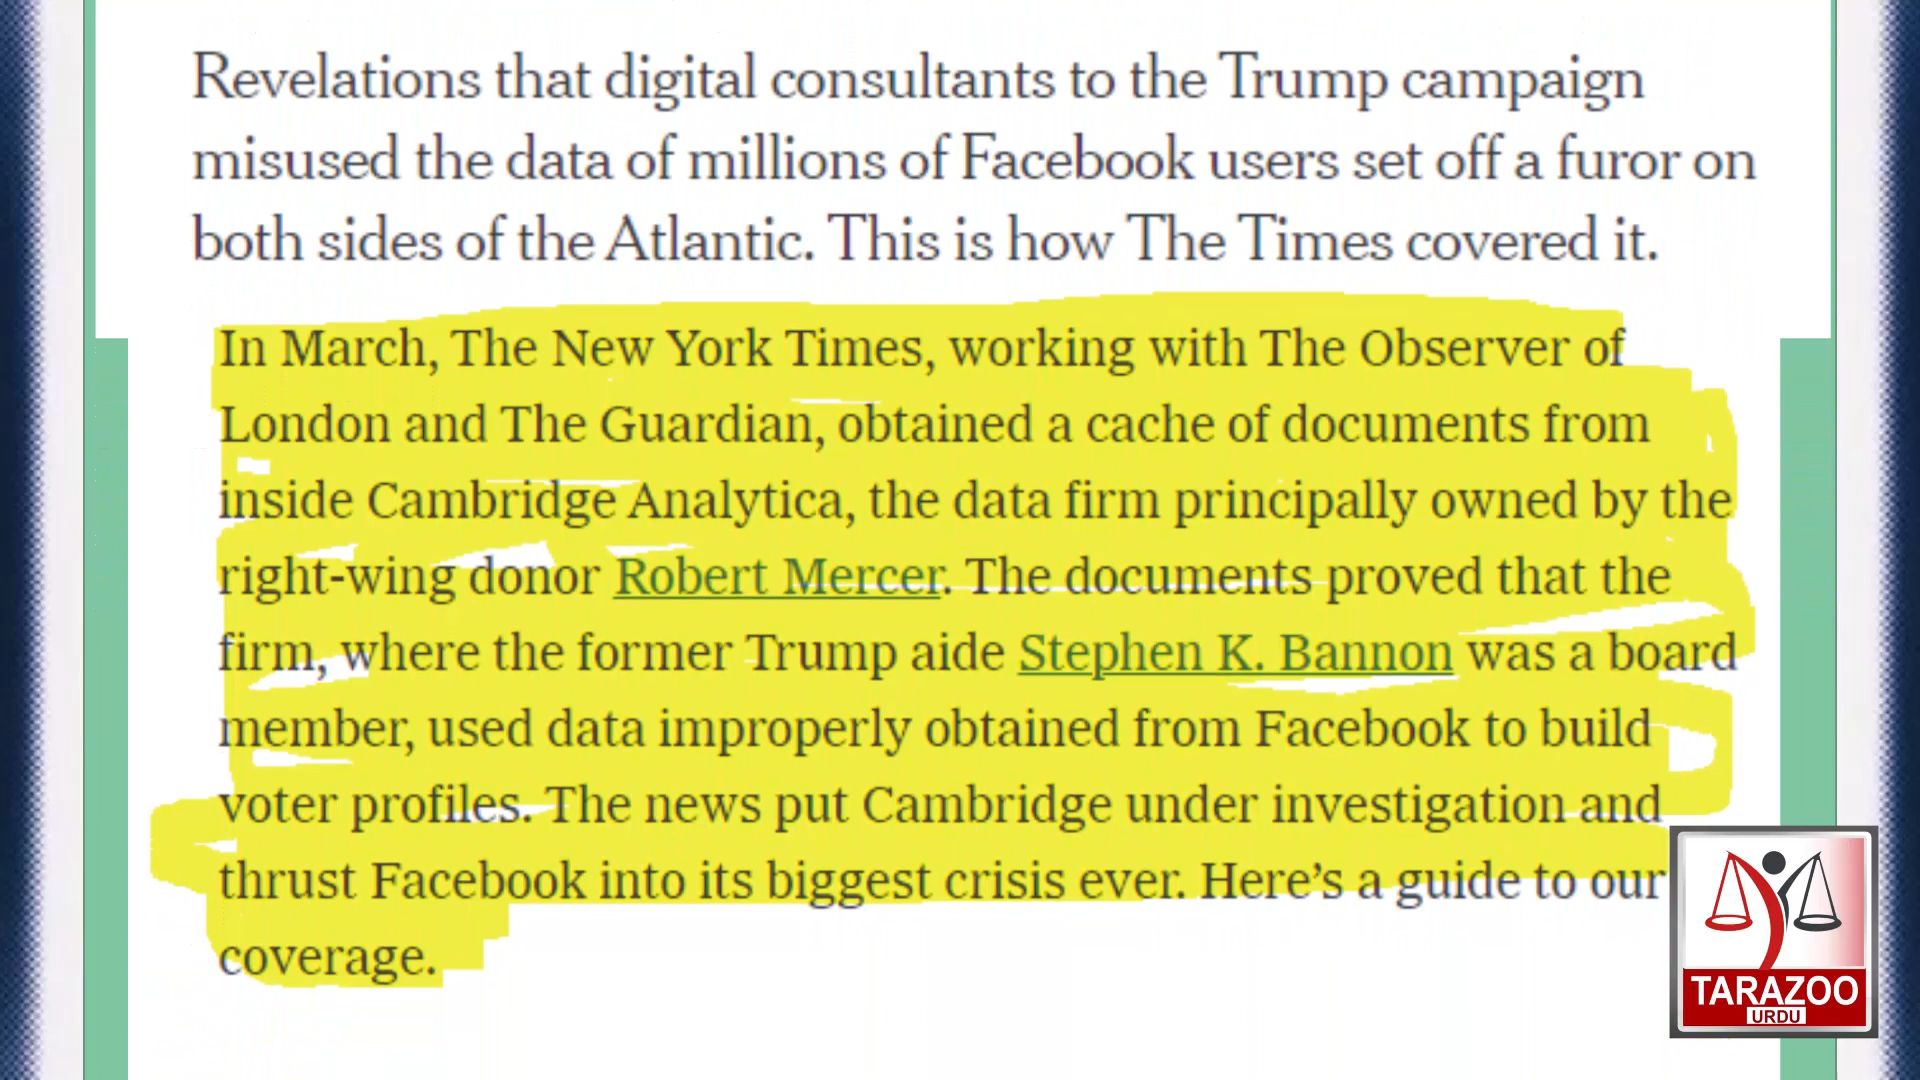 Revelations that digital consultants to the Trump campaign
misused the data of millions of Facebook users set off a furor on
both sides of the Atlantic. This is how The Times covered it.
In March, The New York Times, working with The Observer of
London and The Guardian, obtained a cache of documents from
inside Cambridge Analytica, the data firm principally owned by the
right-wing donor Robert Mercer. The documents proved that the
firm, where the former Trump aide Stephen K. Bannon was a board
member, used data improperly obtained from Facebook to build
voter profiles. The news put Cambridge under investigation and
thrust Facebook into its biggest crisis ever. Here’s a guide to our
coverage.
TARAZOO
URDU